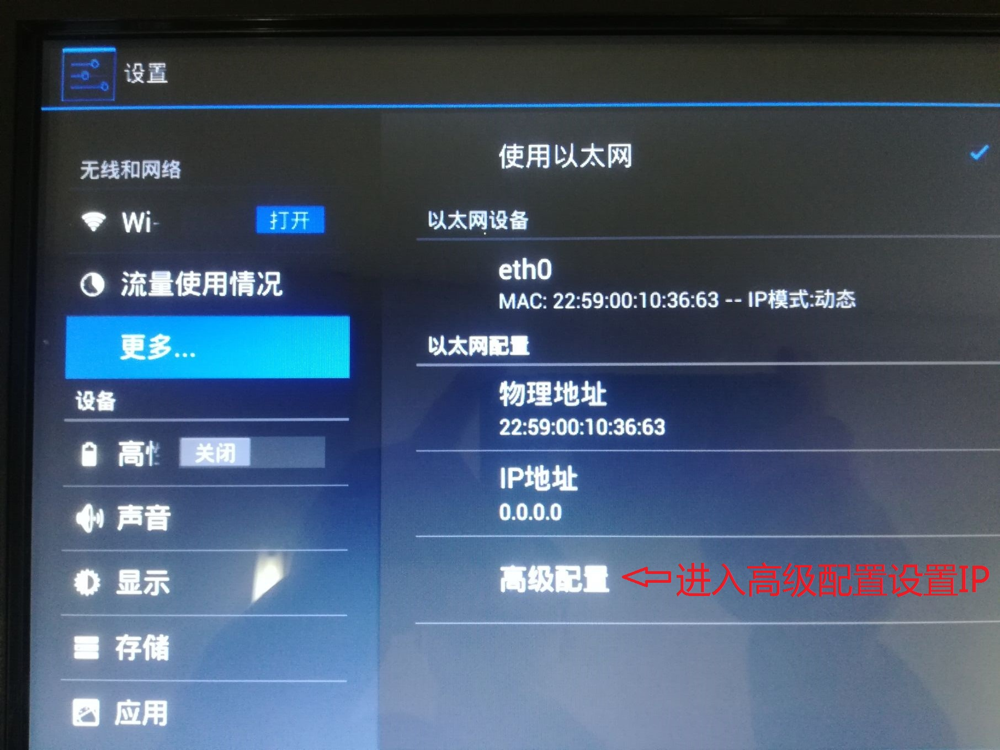 设置
无线和网络
Wi-
打开
流量使用情况
更多...
设备
高
关闭
声音
显示
存储
应用
使用以太网
以太网设备
eth0
MAC: 22:59:00:10:36:63 -- IP模式:动态
以太网配置
物理地址
22:59:00:10:36:63
IP地址
0.0.0.0
高级配置
进入高级配置设置IP